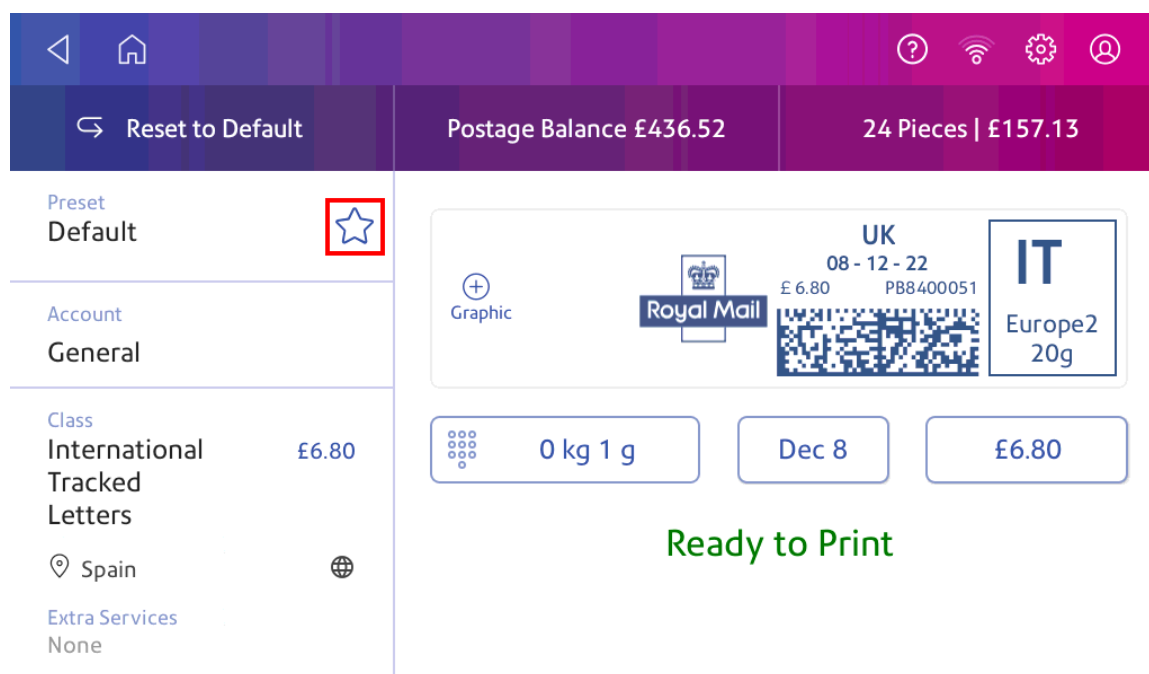 Reset to Default
Postage Balance £436.52
24 Pieces | £157.13
Preset
Default
Account
General
Class
International £6.80
Tracked
Letters
Spain
Extra Services
None
Graphic
Royal Mail
UK
08 - 12 - 22
£ 6.80 PB8400051
IT
Europe2
20g
0 kg 1 g
Dec 8
£6.80
Ready to Print